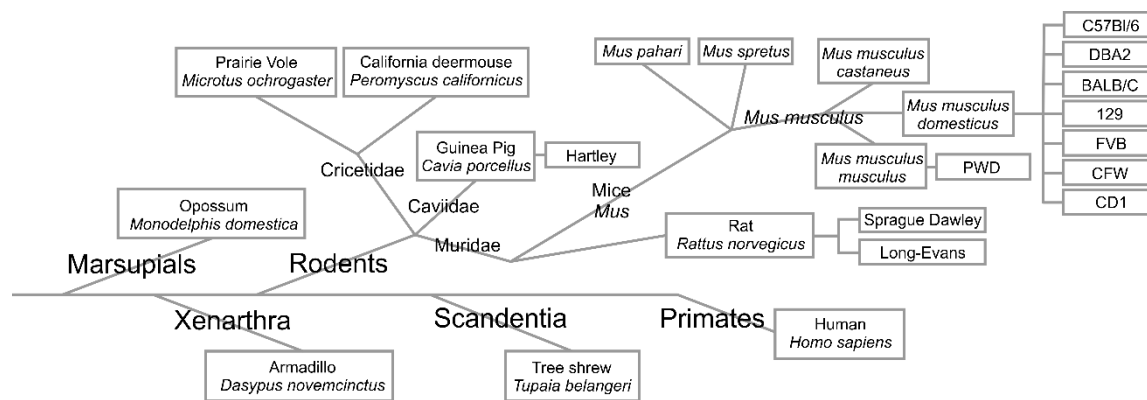 C57Bl/6
DBA2
BALB/C
129
FVB
CFW
CD1
Prairie Vole
Microtus ochrogaster
California deermouse
Peromyscus californicus
Mus pahari
Mus spretus
Mus musculus
castaneus
Mus musculus
Mus musculus
domesticus
Guinea Pig
Cavia porcellus
Hartley
Mus musculus
musculus
PWD
Cricetidae
Caviidae
Mice
Mus
Opossum
Monodelphis domestica
Muridae
Rat
Rattus norvegicus
Sprague Dawley
Long-Evans
Marsupials
Rodents
Xenarthra
Scandentia
Primates
Human
Homo sapiens
Armadillo
Dasypus novemcinctus
Tree shrew
Tupaia belangeri